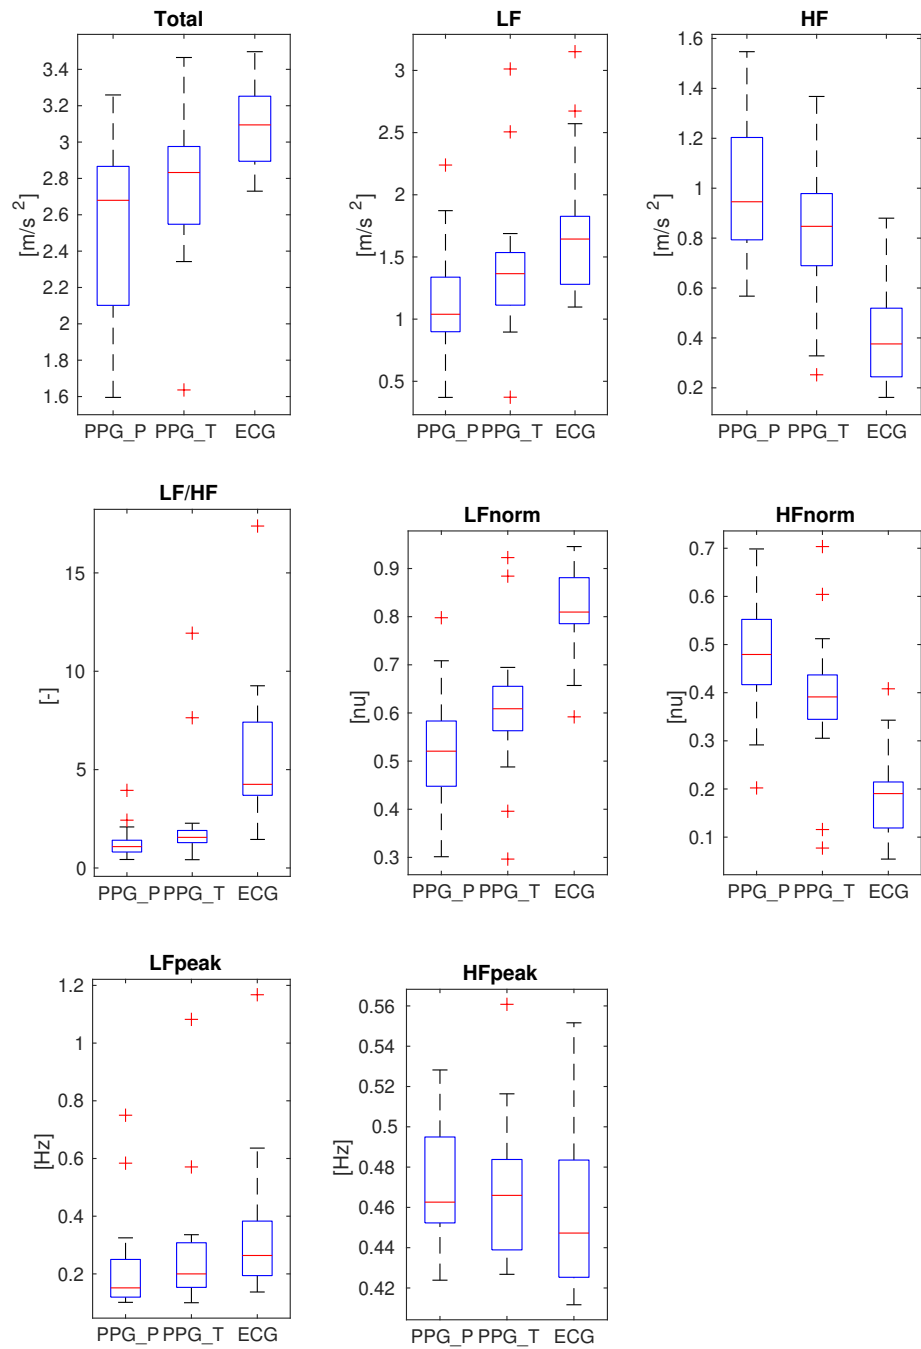 Total
3.4
3.2
3
2.8
2.6
2.4
2.2
2
1.8
1.6
[m/s 2]
PPG_P PPG_T ECG
LF
3
2.5
2
1.5
1
0.5
[m/s 2]
PPG_P PPG_T ECG
HF
1.6
1.4
1.2
1
0.8
0.6
0.4
0.2
[m/s 2]
PPG_P PPG_T ECG
LF/HF
15
10
5
0
[-]
PPG_P PPG_T ECG
LFnorm
0.9
0.8
0.7
0.6
0.5
0.4
0.3
[nu]
PPG_P PPG_T ECG
HFnorm
0.7
0.6
0.5
0.4
0.3
0.2
0.1
[nu]
PPG_P PPG_T ECG
LFpeak
1.2
1
0.8
0.6
0.4
0.2
[Hz]
PPG_P PPG_T ECG
HFpeak
0.56
0.54
0.52
0.5
0.48
0.46
0.44
0.42
[Hz]
PPG_P PPG_T ECG